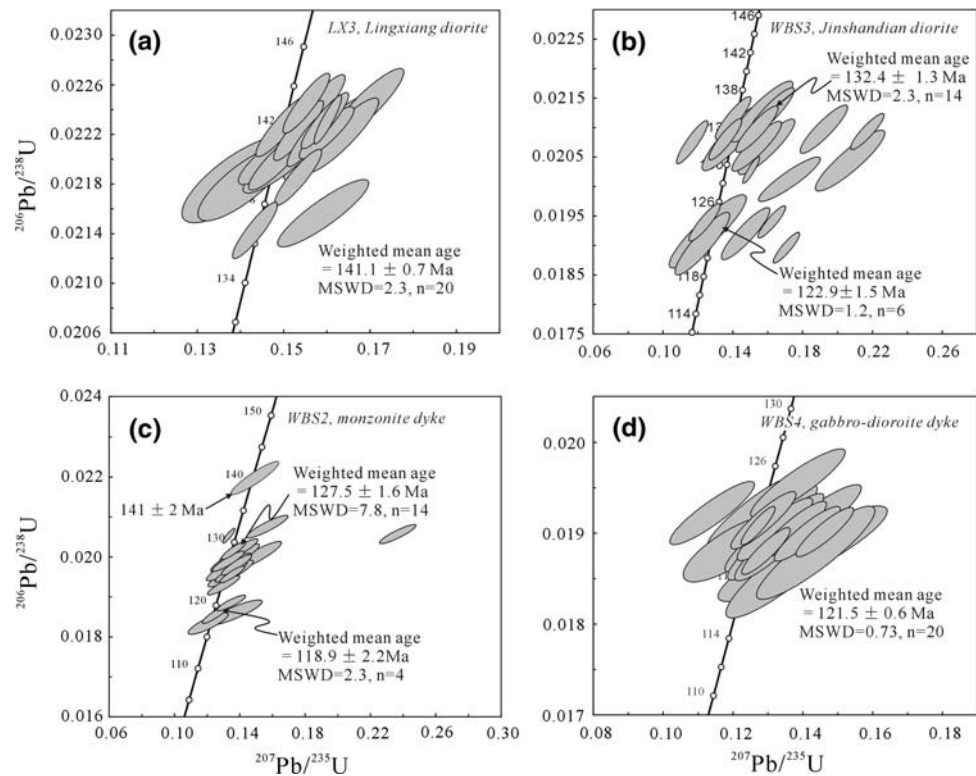 (a)
LX3, Lingxiang diorite
0.0230
0.0226
0.0222
0.0218
0.0214
0.0210
0.0206
146
142
134
Weighted mean age
= 141.1 ± 0.7 Ma
MSWD=2.3, n=20
0.11
0.13
0.15
0.17
0.19
²⁰⁶Pb/²³⁸U
(b)
WBS3, Jinshandian diorite
0.0225
0.0215
0.0205
0.0195
0.0185
0.0175
146
142
138
126
118
114
Weighted mean age
= 132.4 ± 1.3 Ma
MSWD=2.3, n=14
Weighted mean age
= 122.9±1.5 Ma
MSWD=1.2, n=6
0.06
0.10
0.14
0.18
0.22
0.26
(c)
WBS2, monzonite dyke
0.024
0.022
0.020
0.018
0.016
150
140
130
120
110
141 ± 2 Ma
Weighted mean age
= 127.5 ± 1.6 Ma
MSWD=7.8, n=14
Weighted mean age
= 118.9 ± 2.2Ma
MSWD=2.3, n=4
0.06
0.10
0.14
0.18
0.22
0.26
0.30
²⁰⁶Pb/²³⁸U
²⁰⁷Pb/²³⁵U
(d)
WBS4, gabbro-dioroite dyke
0.020
0.019
0.018
0.017
130
126
114
110
Weighted mean age
= 121.5 ± 0.6 Ma
MSWD=0.73, n=20
0.08
0.10
0.12
0.14
0.16
0.18
²⁰⁷Pb/²³⁵U